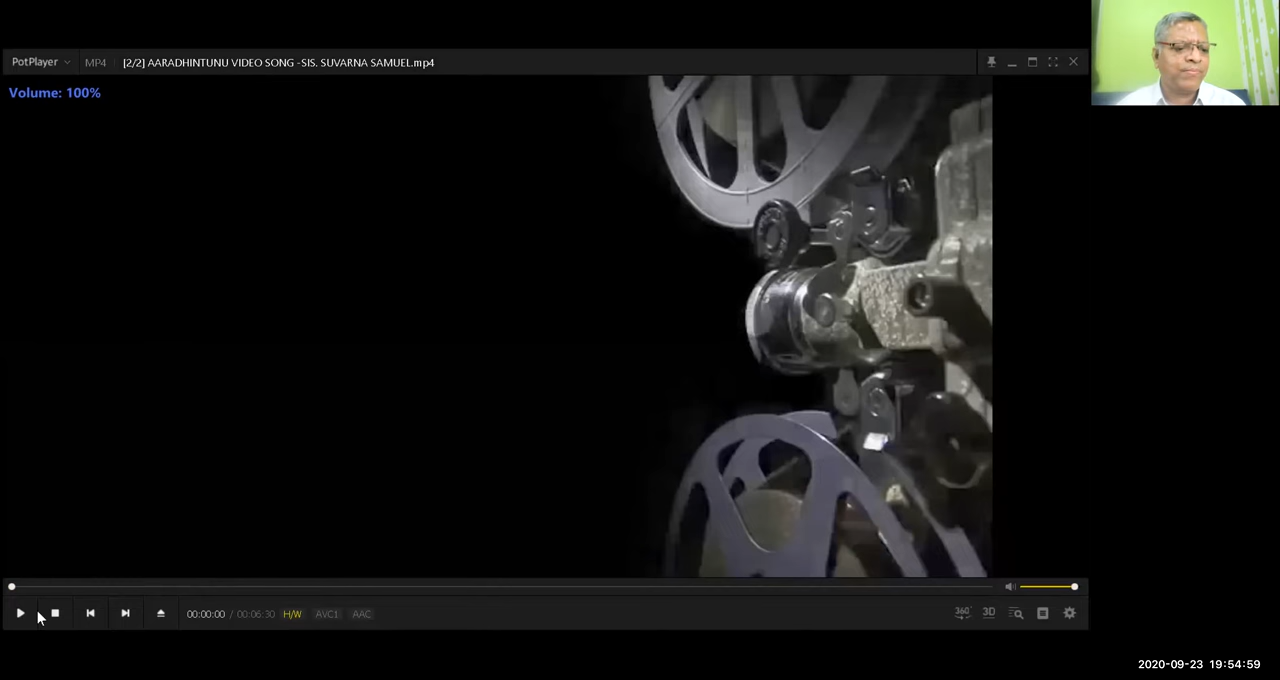 PotPlayer MP4 [2/2] AARADHINTUNU VIDEO SONG -SIS. SUVARNA SAMUEL.mp4
Volume: 100%
00:00:00 / 00:06:30 H/W AVC1 AAC 360° 3D
2020-09-23 19:54:59